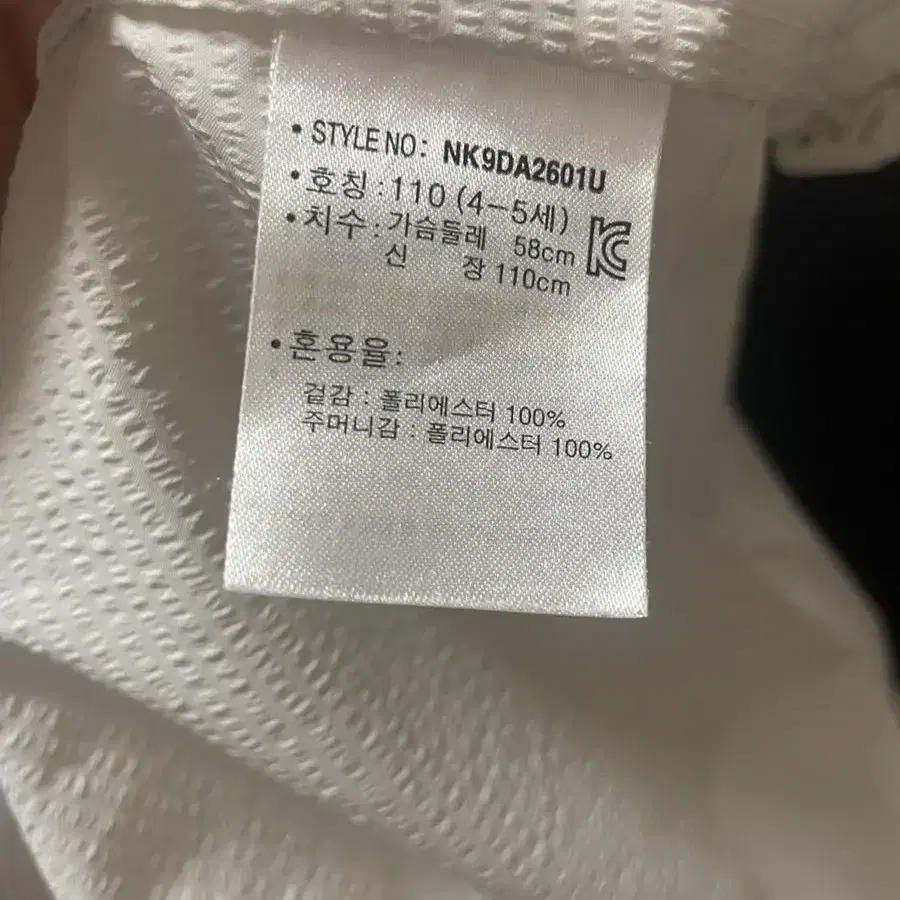 • STYLE NO: NK9DA2601U
• 호칭 : 110 (4-5세)
• 치수 : 가슴둘레 58cm
신 장 110cm
KC
• 혼용율:
겉감 : 폴리에스터 100%
주머니감 : 폴리에스터 100%